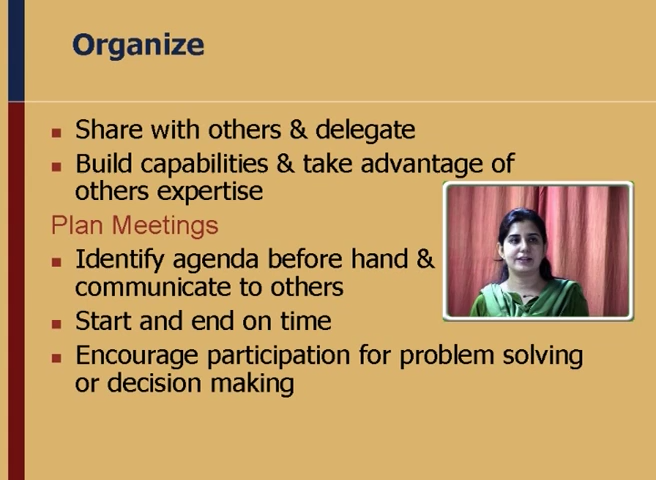 Organize
Share with others & delegate
Build capabilities & take advantage of
others expertise
Plan Meetings
Identify agenda before hand &
communicate to others
Start and end on time
Encourage participation for problem solving
or decision making